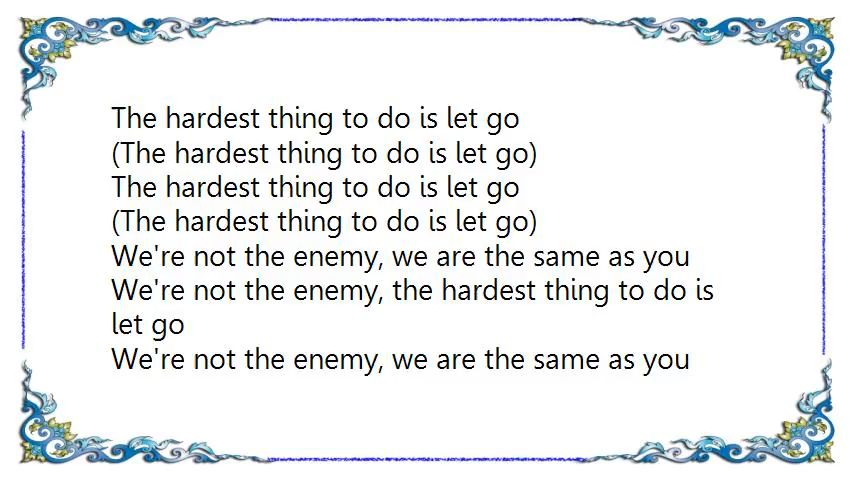 The hardest thing to do is let go
(The hardest thing to do is let go)
The hardest thing to do is let go
(The hardest thing to do is let go)
We're not the enemy, we are the same as you
We're not the enemy, the hardest thing to do is
let go
We're not the enemy, we are the same as you